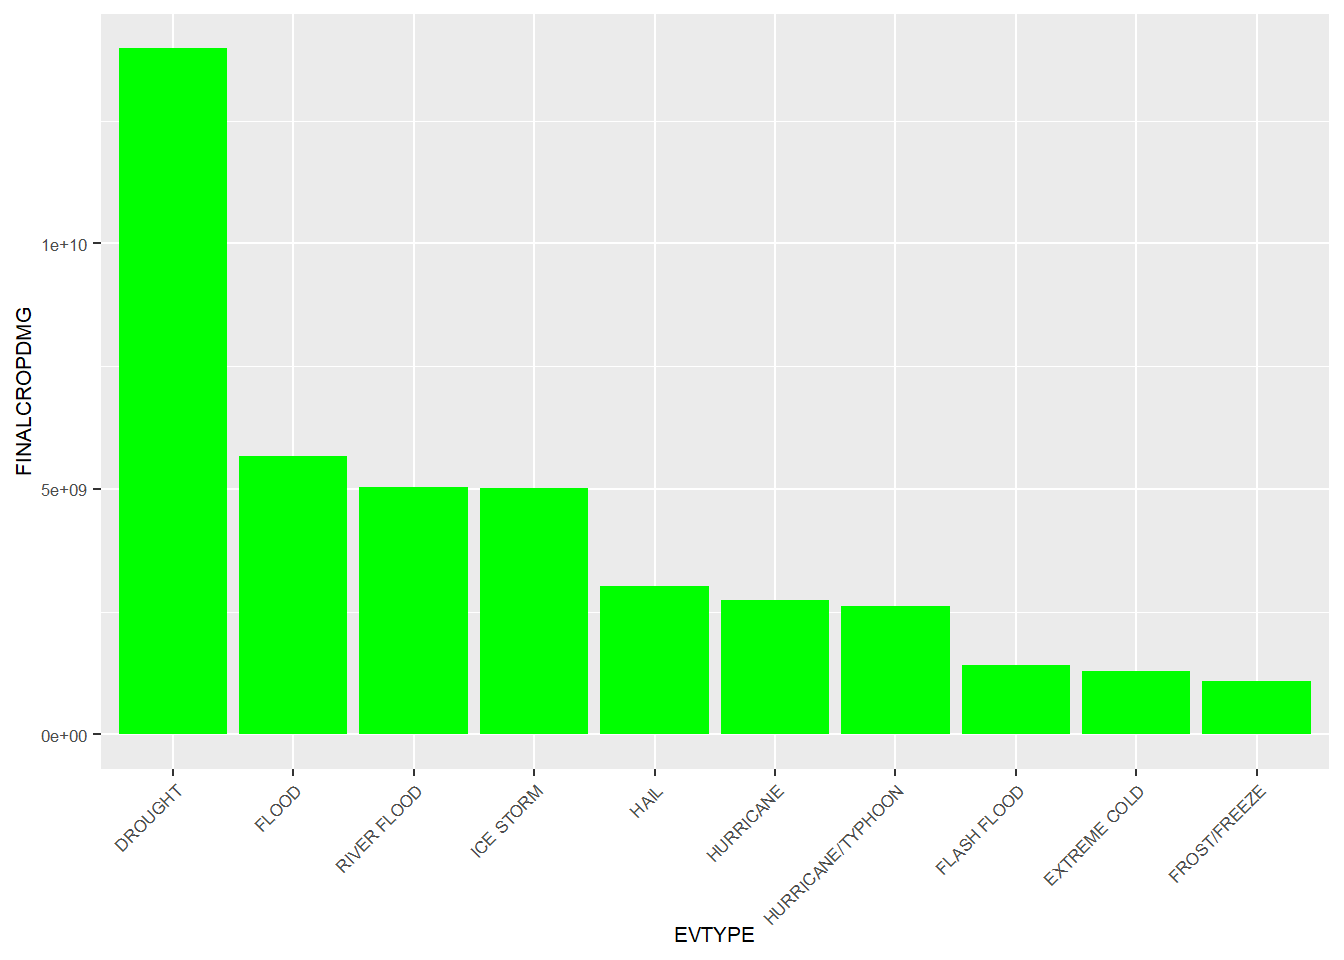 FINALCROPDMG
1e+10
5e+09
0e+00
DROUGHT
FLOOD
RIVER FLOOD
ICE STORM
HAIL
HURRICANE
HURRICANE/TYPHOON
FLASH FLOOD
EXTREME COLD
FROST/FREEZE
EVTYPE